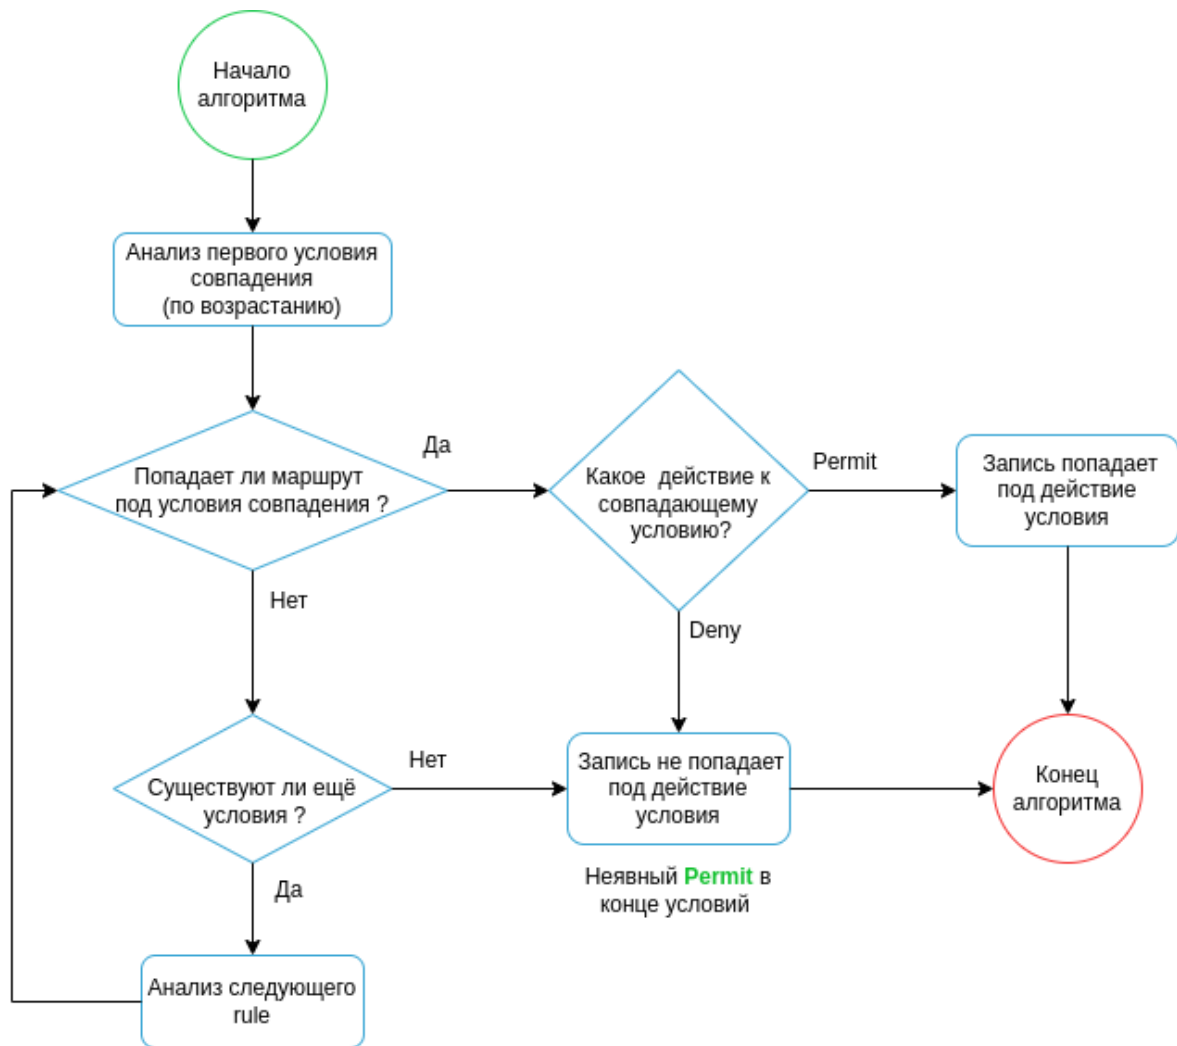 Начало
алгоритма
Анализ первого условия
совпадения
(по возрастанию)
Попадает ли маршрут
под условия совпадения ?
Да
Какое действие к
совпадающему
условию?
Permit
Запись попадает
под действие
условия
Нет
Deny
Существуют ли ещё
условия ?
Нет
Запись не попадает
под действие
условия
Конец
алгоритма
Неявный Permit в
конце условий
Да
Анализ следующего
rule